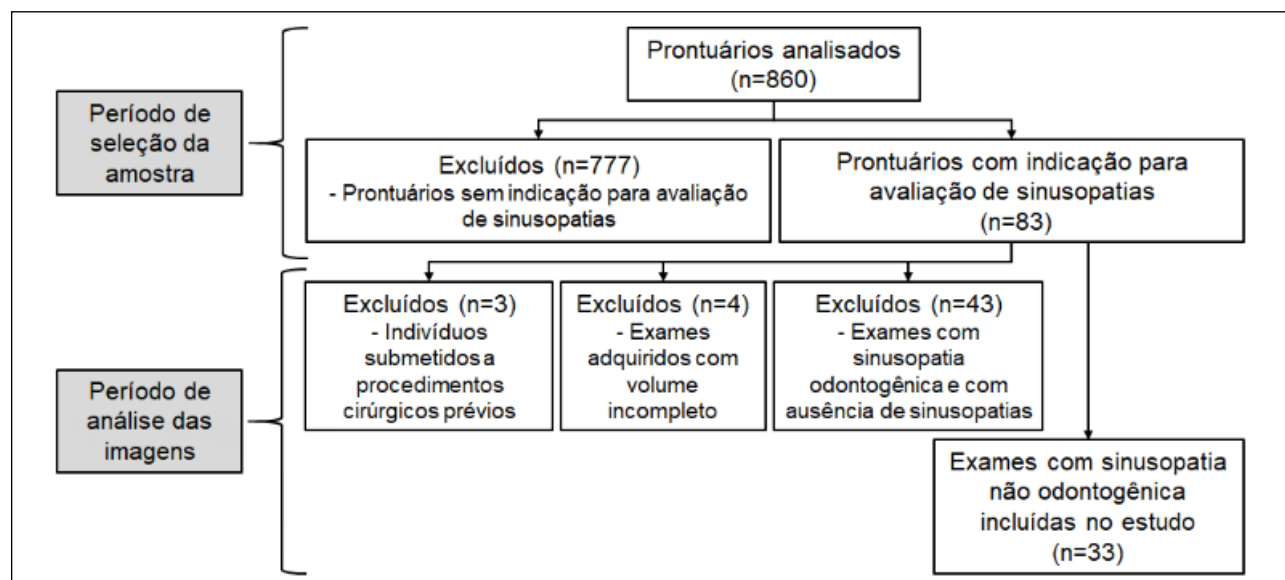 Prontuários analisados
(n=860)
Período de
seleção da
amostra
Excluídos (n=777)
- Prontuários sem indicação para avaliação
de sinusopatias
Prontuários com indicação para
avaliação de sinusopatias
(n=83)
Período de
análise das
imagens
Excluídos (n=3)
- Indivíduos
submetidos a
procedimentos
cirúrgicos prévios
Excluídos (n=4)
- Exames
adquiridos com
volume
incompleto
Excluídos (n=43)
- Exames com
sinusopatia
odontogênica e com
ausência de sinusopatias
Exames com sinusopatia
não odontogênica
incluídas no estudo
(n=33)